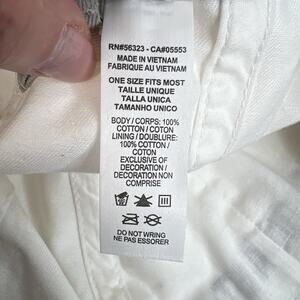 RN#56323 - CA#05553
MADE IN VIETNAM
FABRIQUE AU VIETNAM
ONE SIZE FITS MOST
TAILLE UNIQUE
TALLA UNICA
TAMANHO UNICO
BODY / CORPS: 100%
COTTON / COTON
LINING / DOUBLURE:
100% COTTON /
COTON
EXCLUSIVE OF
DECORATION /
DECORATION NON
COMPRISE
DO NOT WRING
NE PAS ESSORER